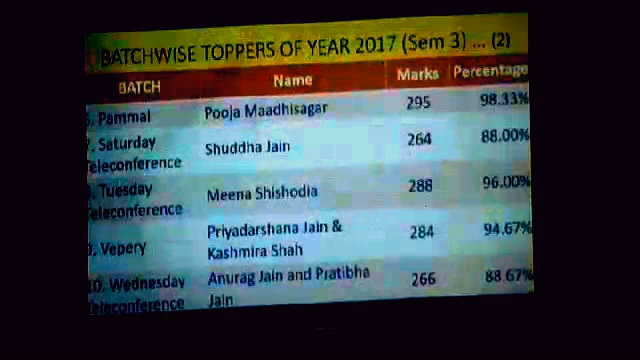 BATCHWISE TOPPERS OF YEAR 2017 (Sem 3) ... (2)
BATCH Name Marks Percentage
. Pammal Pooja Maadhisagar 295 98.33%
7. Saturday
Teleconference Shuddha Jain 264 88.00%
. Tuesday
Teleconference Meena Shishodia 288 96.00%
. Vepery Priyadarshana Jain &
Kashmira Shah 284 94.67%
10. Wednesday Anurag Jain and Pratibha 266 88.67%
Teleconference Jain